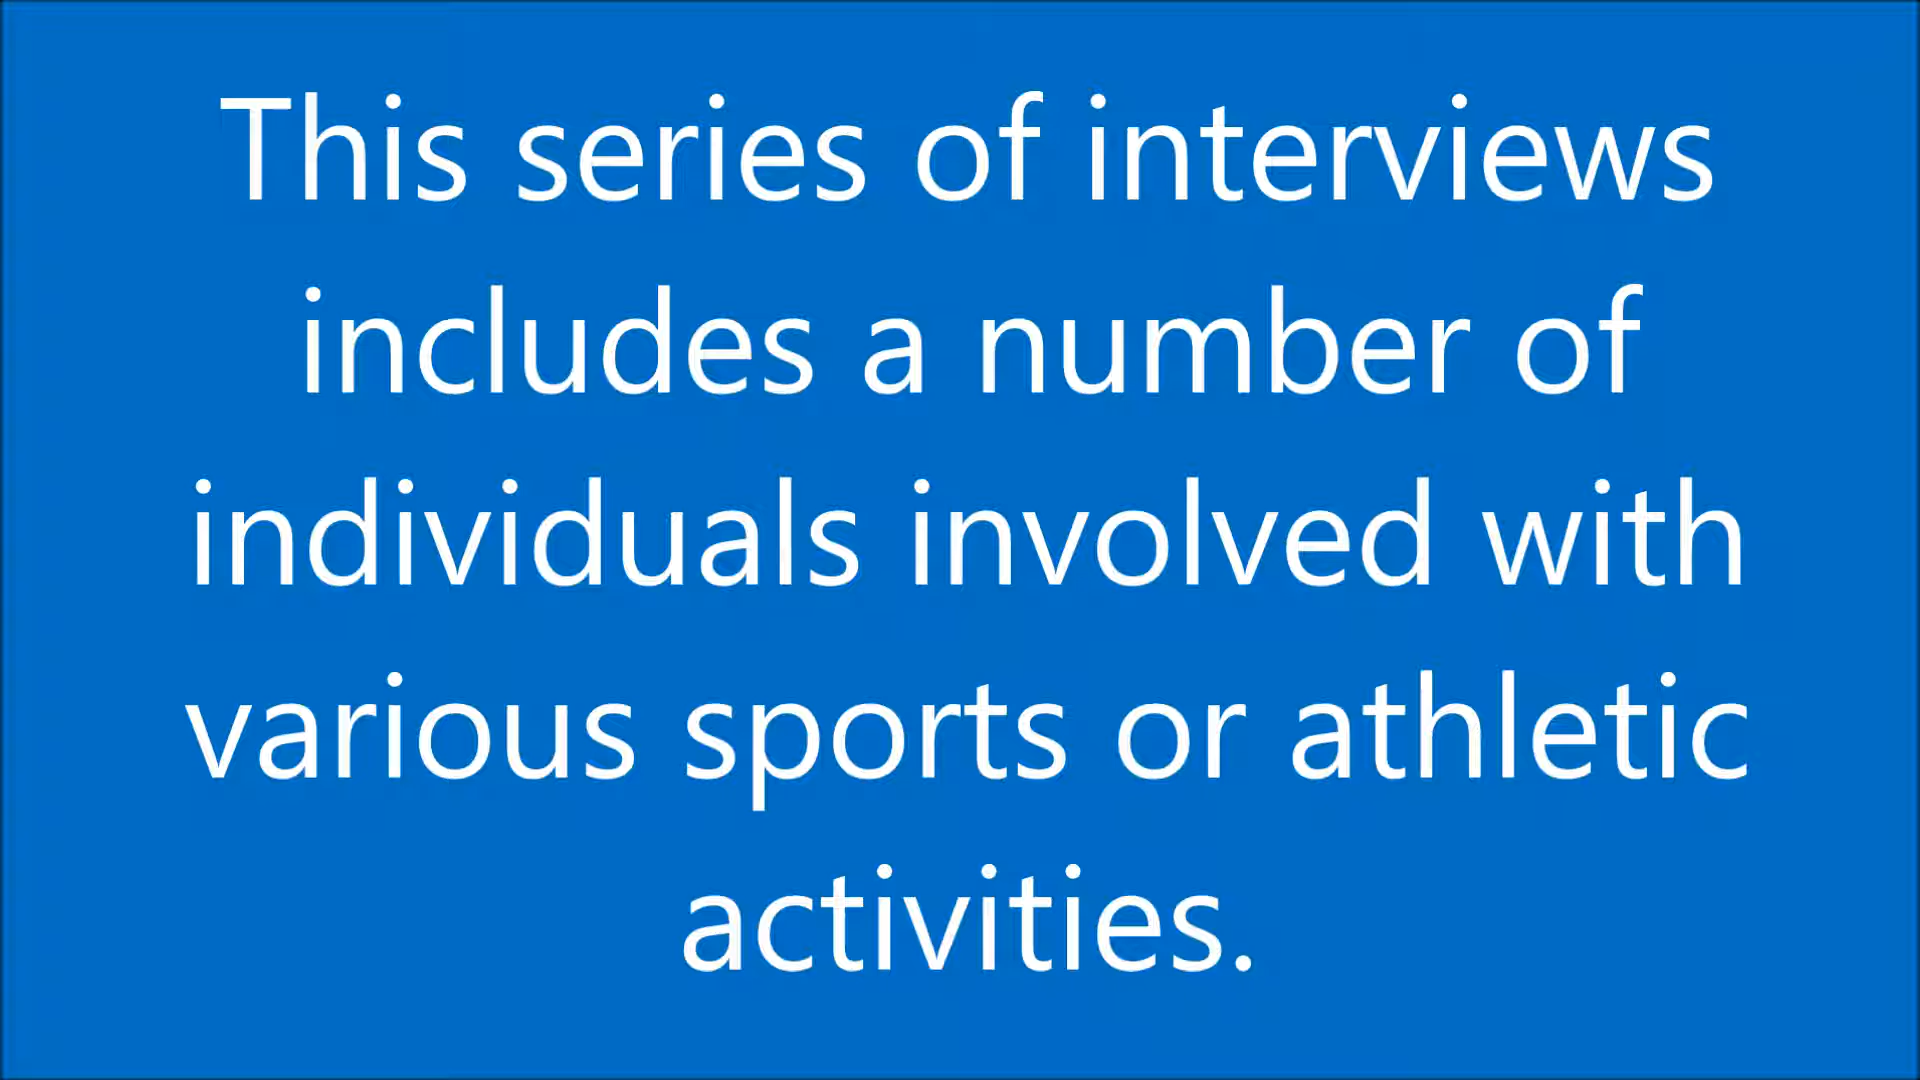 This series of interviews
includes a number of
individuals involved with
various sports or athletic
activities.